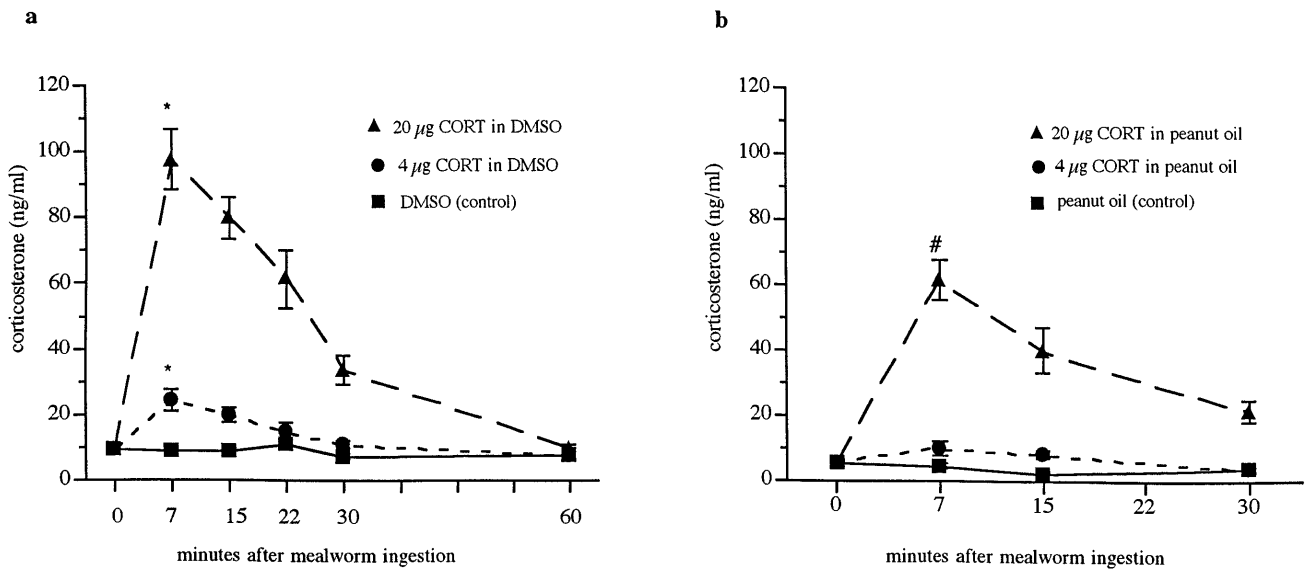 a
120
100
80
60
40
20
0
corticosterone (ng/ml)
*
*
▲ 20 µg CORT in DMSO
● 4 µg CORT in DMSO
■ DMSO (control)
0 7 15 22 30 60
minutes after mealworm ingestion
b
120
100
80
60
40
20
0
corticosterone (ng/ml)
#
▲ 20 µg CORT in peanut oil
● 4 µg CORT in peanut oil
■ peanut oil (control)
0 7 15 22 30
minutes after mealworm ingestion